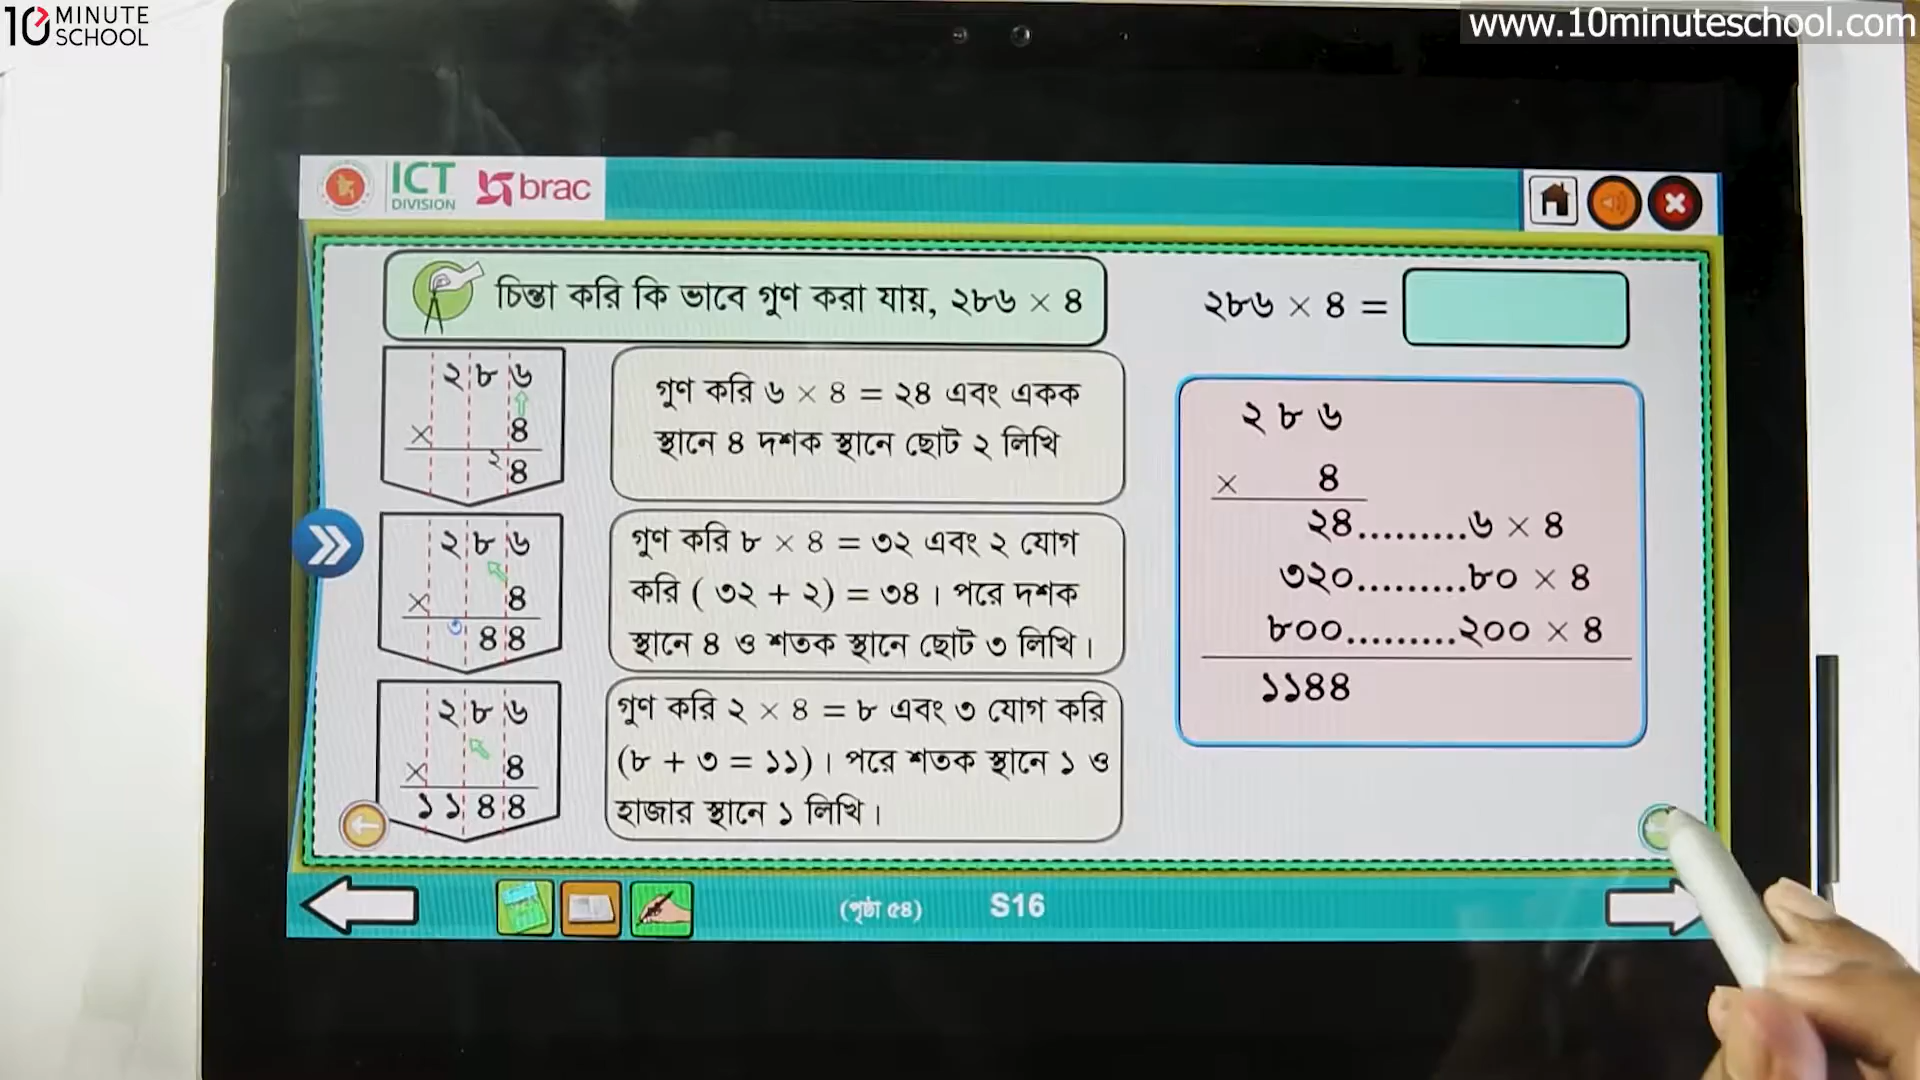 10 MINUTE SCHOOL
www.10minuteschool.com
ICT DIVISION
brac
চিন্তা করি কি ভাবে গুণ করা যায়, ২৮৬ × ৪
২৮৬ × ৪ =
২ ৮ ৬
× ৪
২ ৪
গুণ করি ৬ × ৪ = ২৪ এবং একক
স্থানে ৪ দশক স্থানে ছোট ২ লিখি
২ ৮ ৬
× ৪
৩ ৪ ৪
গুণ করি ৮ × ৪ = ৩২ এবং ২ যোগ
করি ( ৩২ + ২) = ৩৪ । পরে দশক
স্থানে ৪ ও শতক স্থানে ছোট ৩ লিখি ।
২ ৮ ৬
× ৪
১ ১ ৪ ৪
গুণ করি ২ × ৪ = ৮ এবং ৩ যোগ করি
(৮ + ৩ = ১১) । পরে শতক স্থানে ১ ও
হাজার স্থানে ১ লিখি ।
২ ৮ ৬
× ৪
২৪.........৬ × ৪
৩২০.........৮০ × ৪
৮০০.........২০০ × ৪
১১৪৪
(পৃষ্ঠা ৫৪)
S16